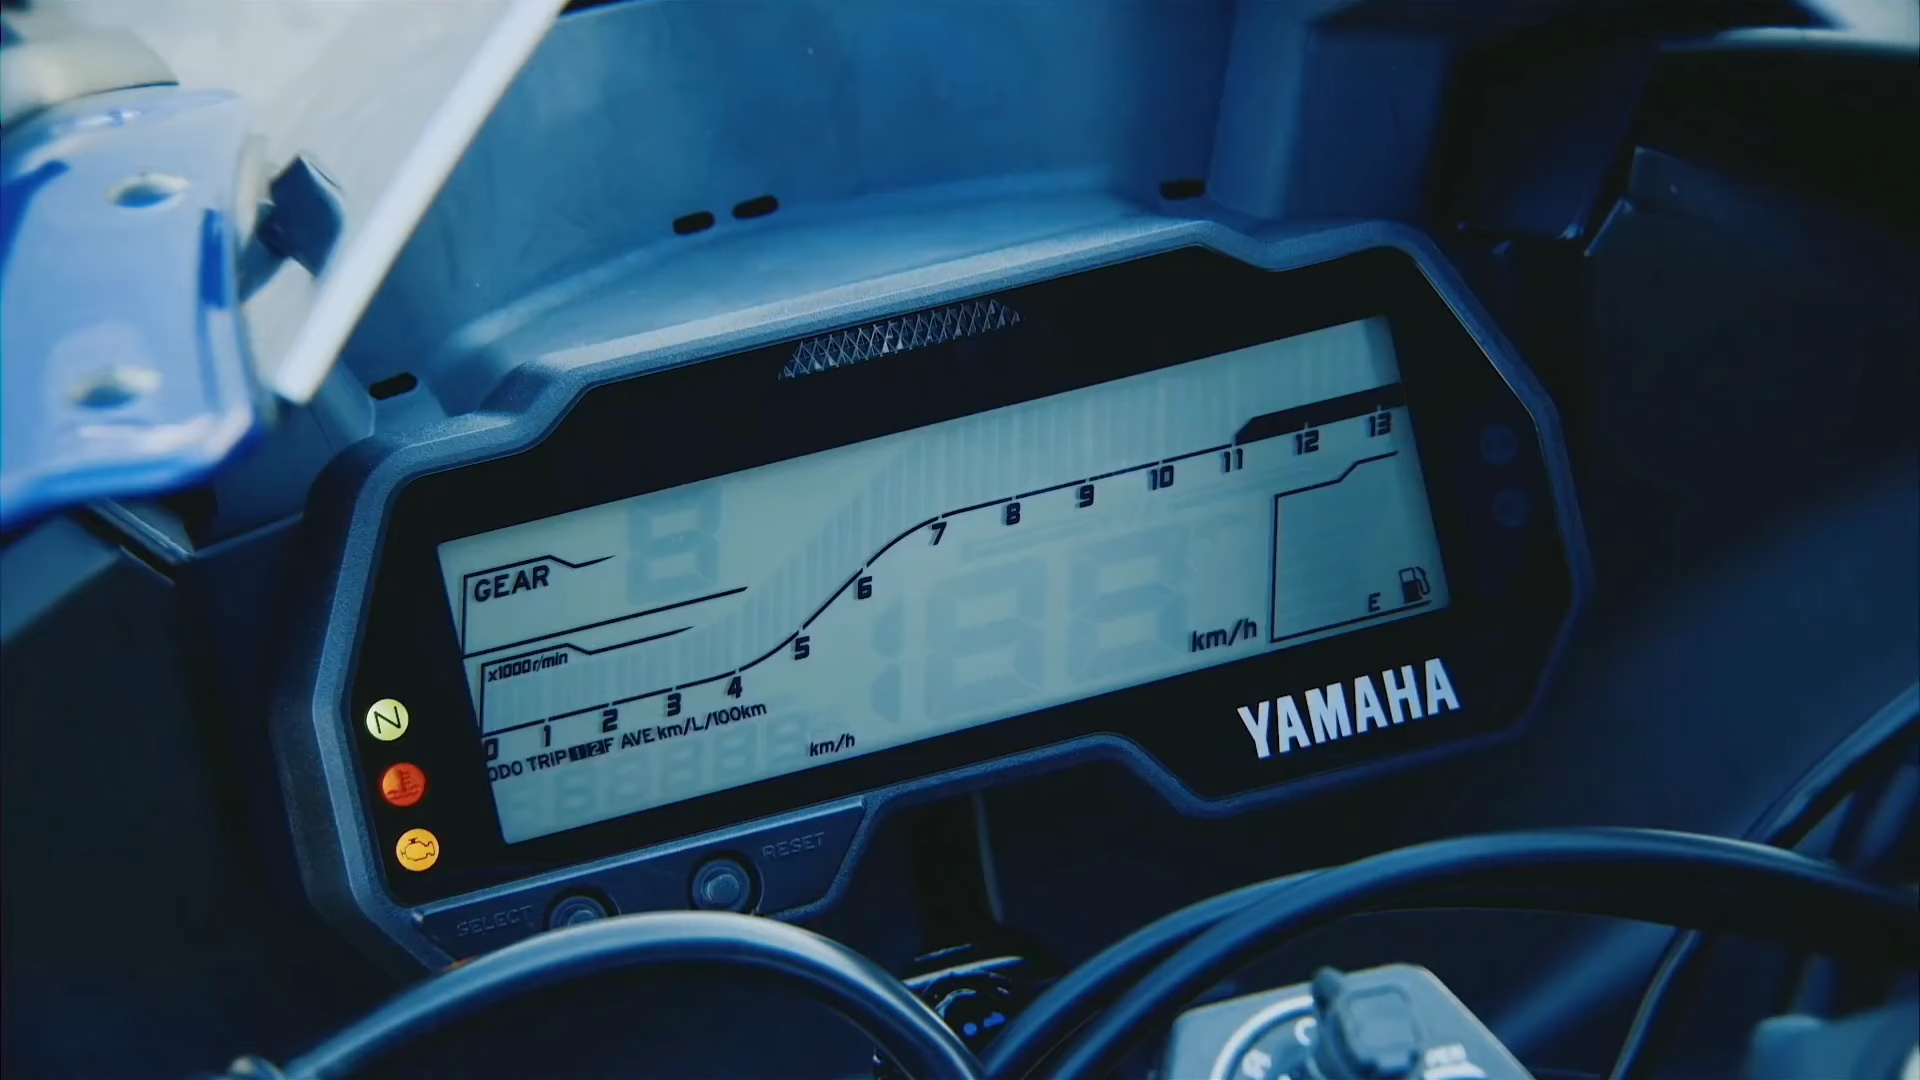 GEAR
x1000 r/min
0 1 2 3 4 5 6 7 8 9 10 11 12 13
km/h
E
ODO TRIP 1 2 F AVE km/L/100km
km/h
YAMAHA
N
SELECT
RESET